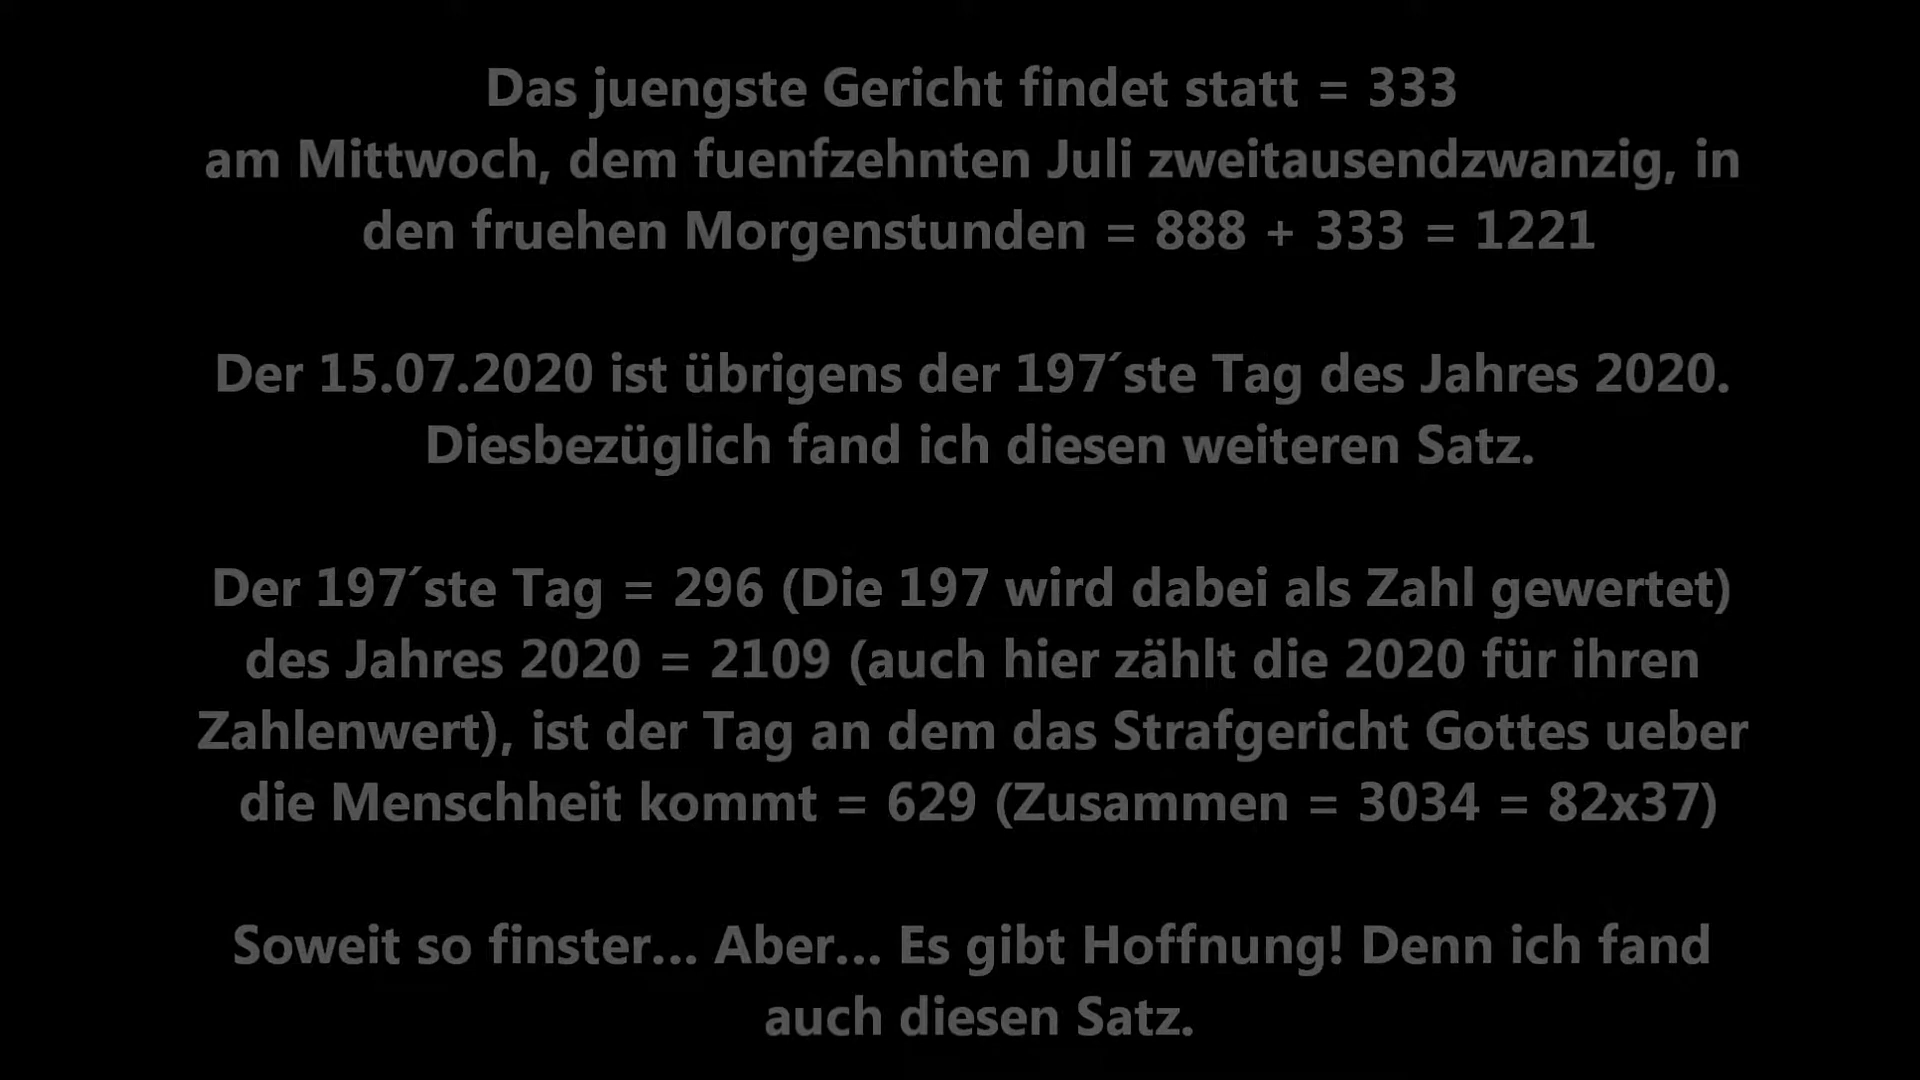 Das juengste Gericht findet statt = 333
am Mittwoch, dem fuenfzehnten Juli zweitausendzwanzig, in
den fruehen Morgenstunden = 888 + 333 = 1221
Der 15.07.2020 ist übrigens der 197´ste Tag des Jahres 2020.
Diesbezüglich fand ich diesen weiteren Satz.
Der 197´ste Tag = 296 (Die 197 wird dabei als Zahl gewertet)
des Jahres 2020 = 2109 (auch hier zählt die 2020 für ihren
Zahlenwert), ist der Tag an dem das Strafgericht Gottes ueber
die Menschheit kommt = 629 (Zusammen = 3034 = 82x37)
Soweit so finster... Aber... Es gibt Hoffnung! Denn ich fand
auch diesen Satz.